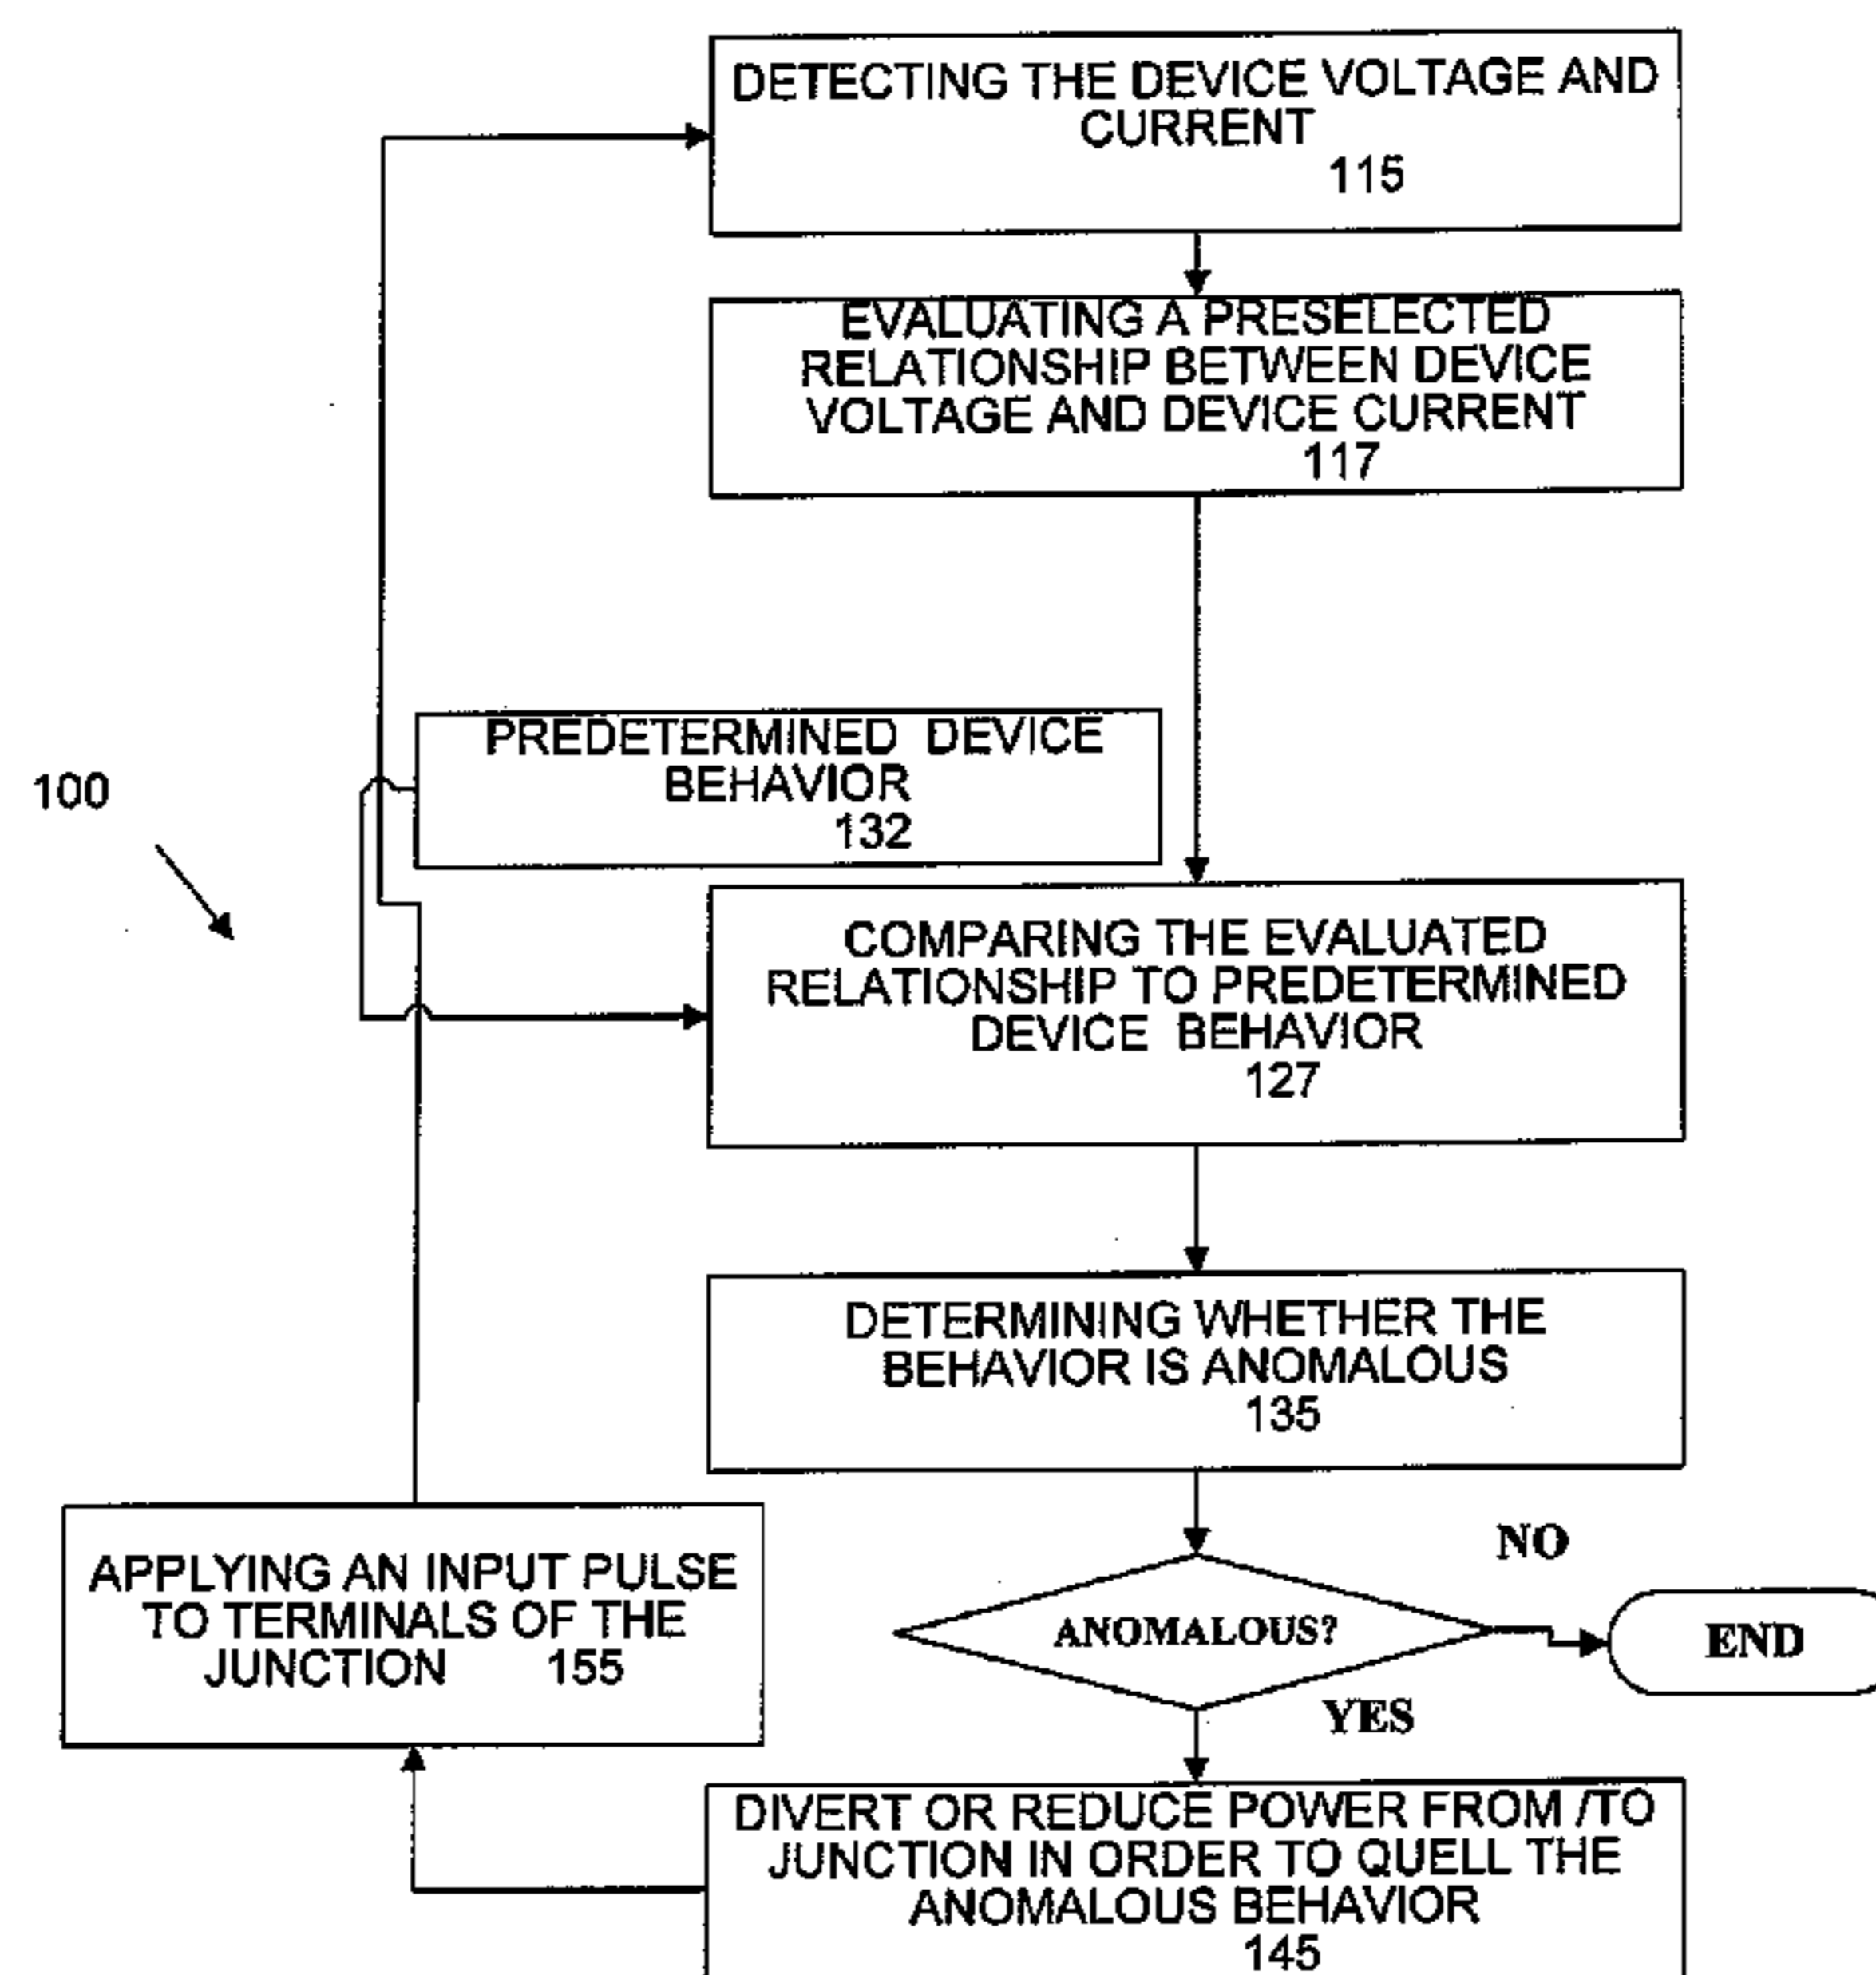 DETECTING THE DEVICE VOLTAGE AND
CURRENT
115
EVALUATING A PRESELECTED
RELATIONSHIP BETWEEN DEVICE
VOLTAGE AND DEVICE CURRENT
117
PREDETERMINED DEVICE
BEHAVIOR
132
100
COMPARING THE EVALUATED
RELATIONSHIP TO PREDETERMINED
DEVICE BEHAVIOR
127
DETERMINING WHETHER THE
BEHAVIOR IS ANOMALOUS
135
APPLYING AN INPUT PULSE
TO TERMINALS OF THE
JUNCTION 155
ANOMALOUS?
NO
END
YES
DIVERT OR REDUCE POWER FROM /TO
JUNCTION IN ORDER TO QUELL THE
ANOMALOUS BEHAVIOR
145